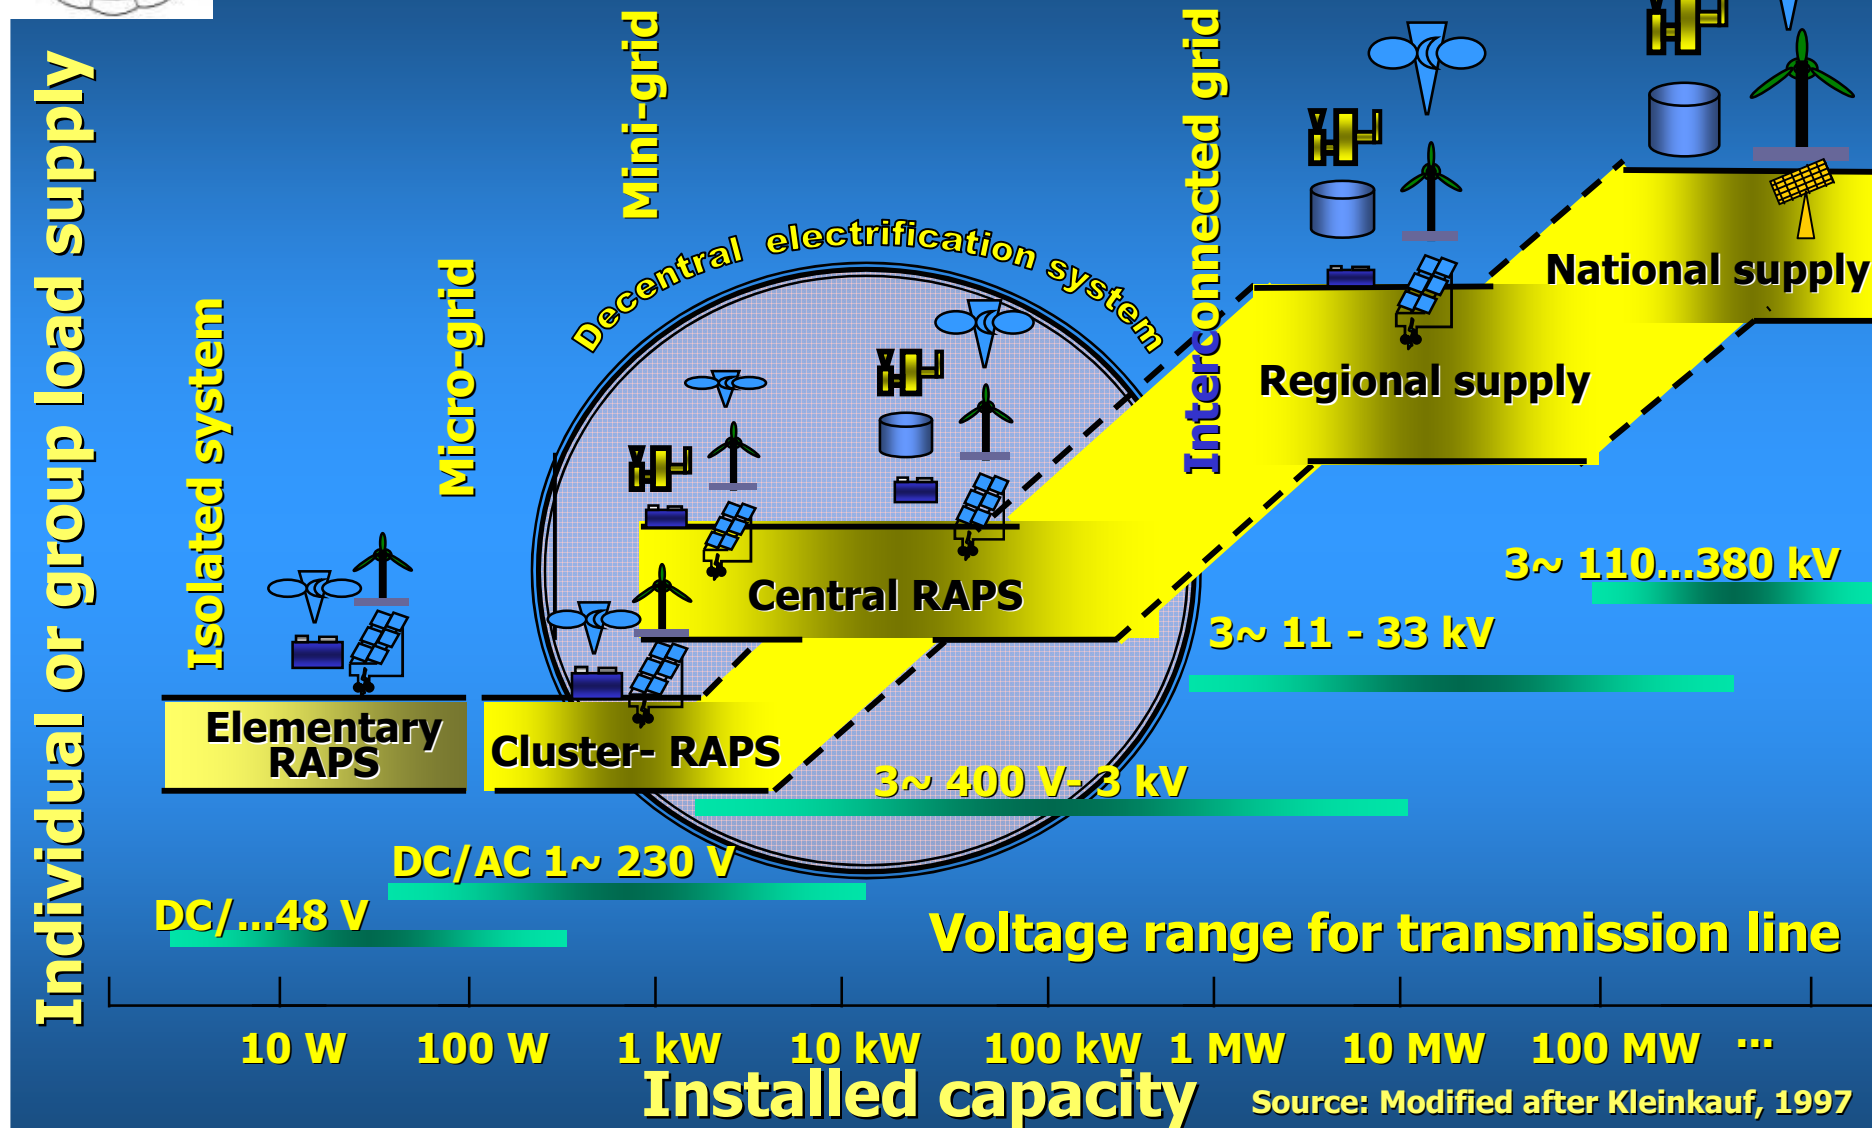 Individual or group load supply
Isolated system
Micro-grid
Mini-grid
Interconnected grid
Decentral electrification system
National supply
Regional supply
Central RAPS
Elementary
RAPS
Cluster- RAPS
3~ 110...380 kV
3~ 11 - 33 kV
3~ 400 V- 3 kV
DC/AC 1~ 230 V
DC/...48 V
Voltage range for transmission line
10 W 100 W 1 kW 10 kW 100 kW 1 MW 10 MW 100 MW ...
Installed capacity
Source: Modified after Kleinkauf, 1997